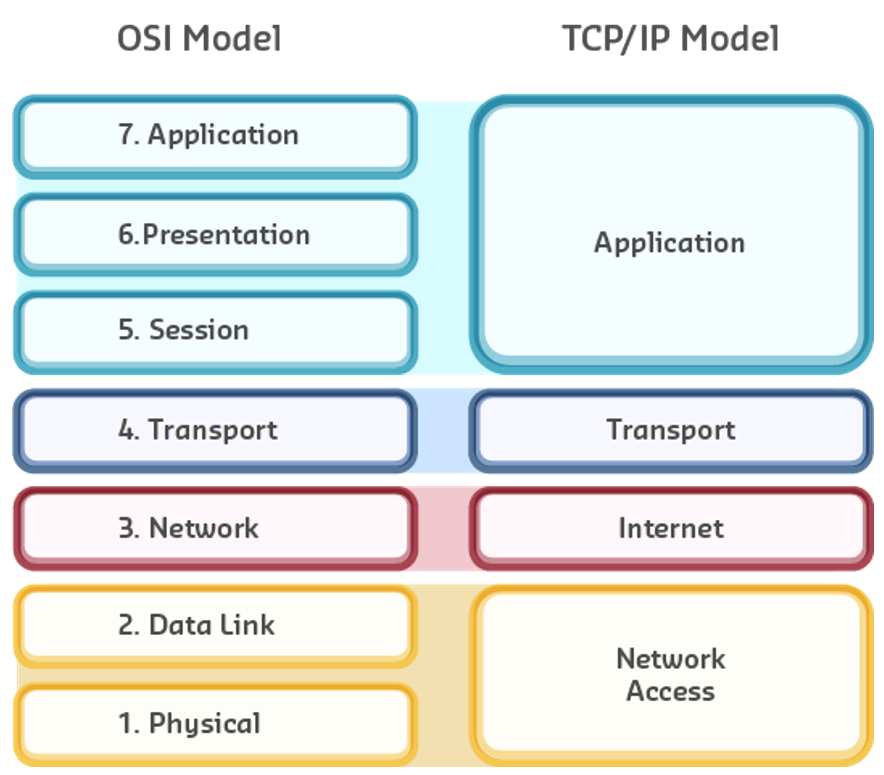 OSI Model
TCP/IP Model
7. Application
6.Presentation
5. Session
4. Transport
3. Network
2. Data Link
1. Physical
Application
Transport
Internet
Network
Access